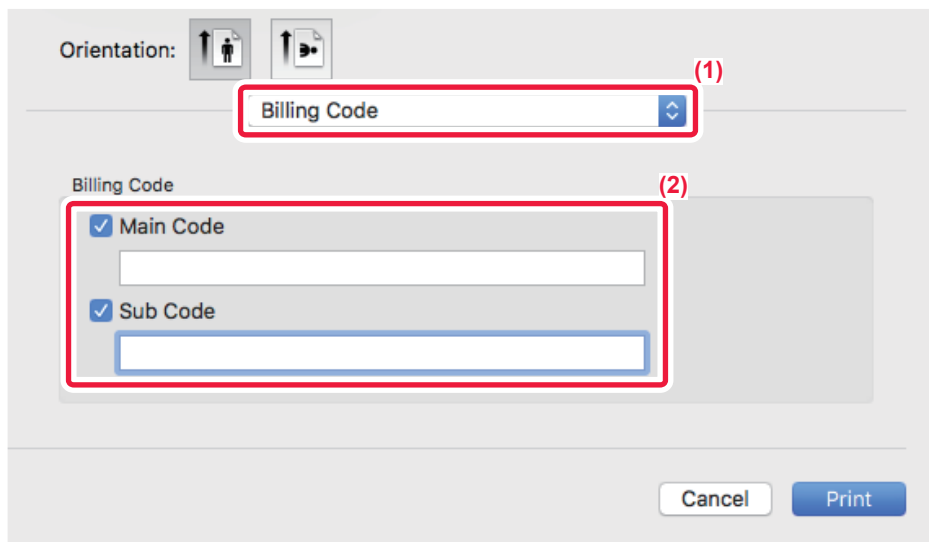 Orientation:
(1)
Billing Code
Billing Code
(2)
Main Code
Sub Code
Cancel Print